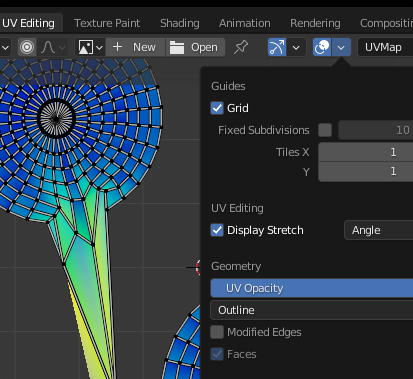 UV Editing Texture Paint Shading Animation Rendering
New Open UVMap
Guides
Grid
Fixed Subdivisions 10
Tiles X 1
Y 1
UV Editing
Display Stretch Angle
Geometry
UV Opacity
Outline
Modified Edges
Faces